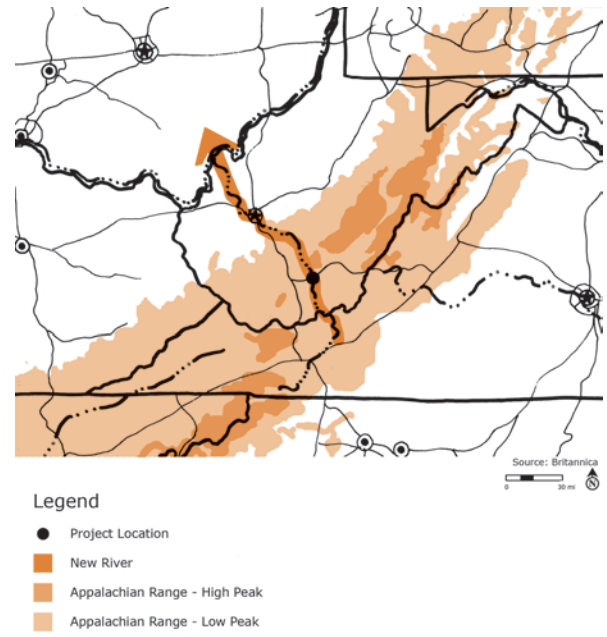 Source: Britannica
0 30 mi
N
Legend
Project Location
New River
Appalachian Range - High Peak
Appalachian Range - Low Peak